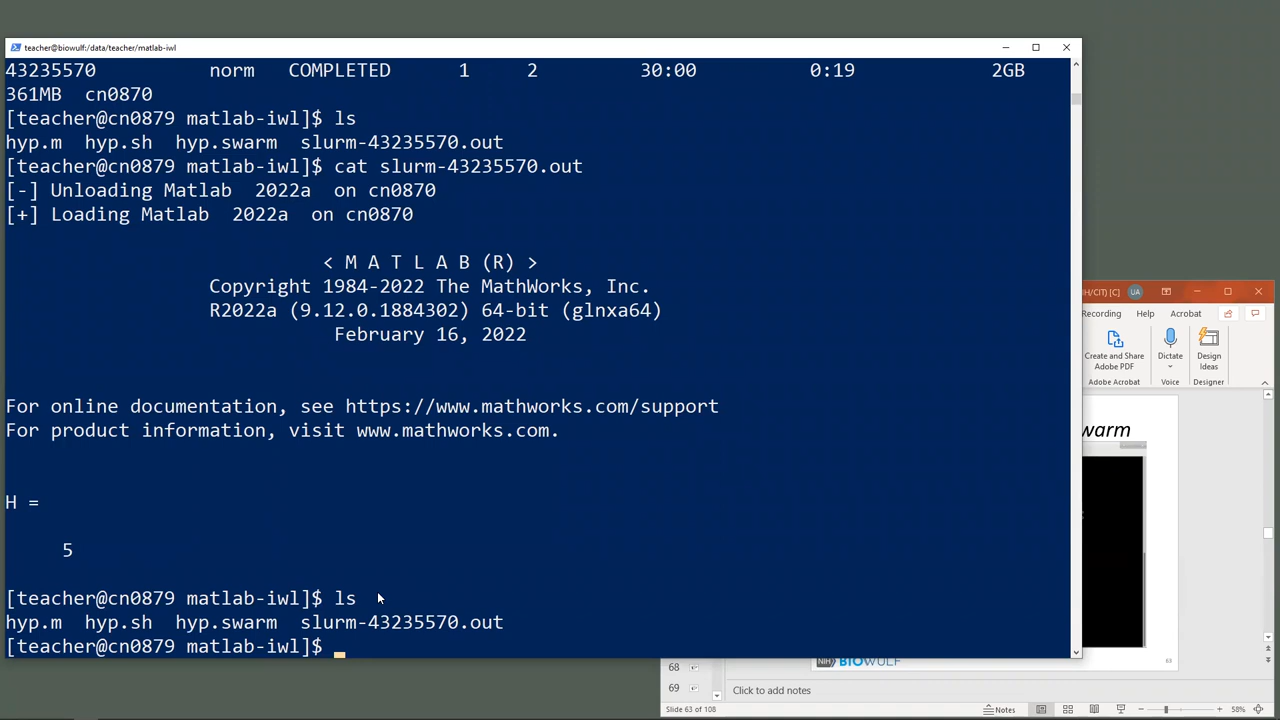 teacher@biowulf:/data/teacher/matlab-iwl
43235570 norm COMPLETED 1 2 30:00 0:19 2GB
361MB cn0870
[teacher@cn0879 matlab-iwl]$ ls
hyp.m hyp.sh hyp.swarm slurm-43235570.out
[teacher@cn0879 matlab-iwl]$ cat slurm-43235570.out
[-] Unloading Matlab 2022a on cn0870
[+] Loading Matlab 2022a on cn0870
< M A T L A B (R) >
Copyright 1984-2022 The MathWorks, Inc.
R2022a (9.12.0.1884302) 64-bit (glnxa64)
February 16, 2022
For online documentation, see https://www.mathworks.com/support
For product information, visit www.mathworks.com.
H =
5
[teacher@cn0879 matlab-iwl]$ ls
hyp.m hyp.sh hyp.swarm slurm-43235570.out
[teacher@cn0879 matlab-iwl]$
IH/CIT) [C] UA
Recording Help Acrobat
Create and Share Adobe PDF
Dictate
Design Ideas
Adobe Acrobat Voice Designer
warm
68
69
NIH BIOWULF
Click to add notes
Slide 63 of 108 Notes 58%